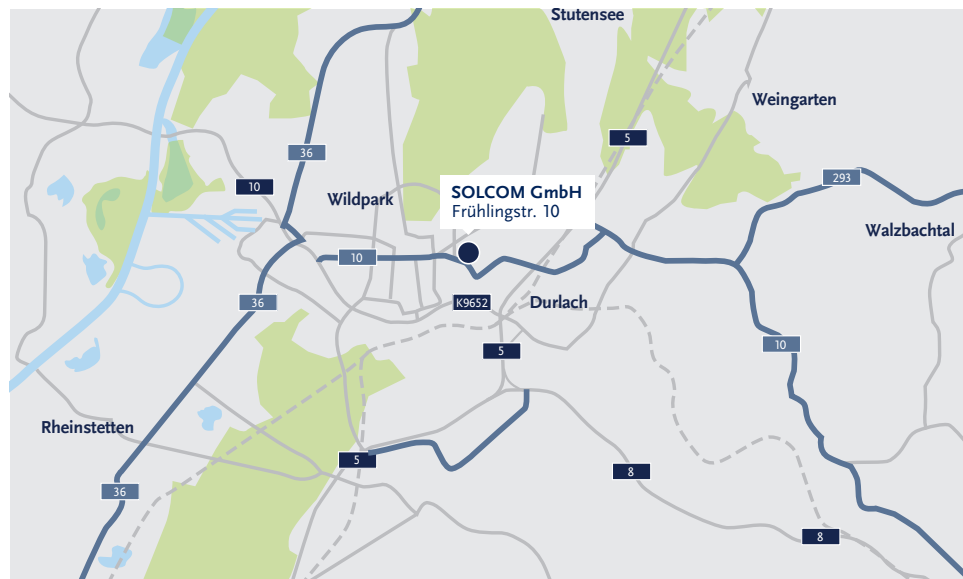 Stutensee
Weingarten
5
36
293
10
Wildpark
SOLCOM GmbH
Frühlingstr. 10
Walzbachtal
10
36
K9652
Durlach
10
5
Rheinstetten
5
8
36
8